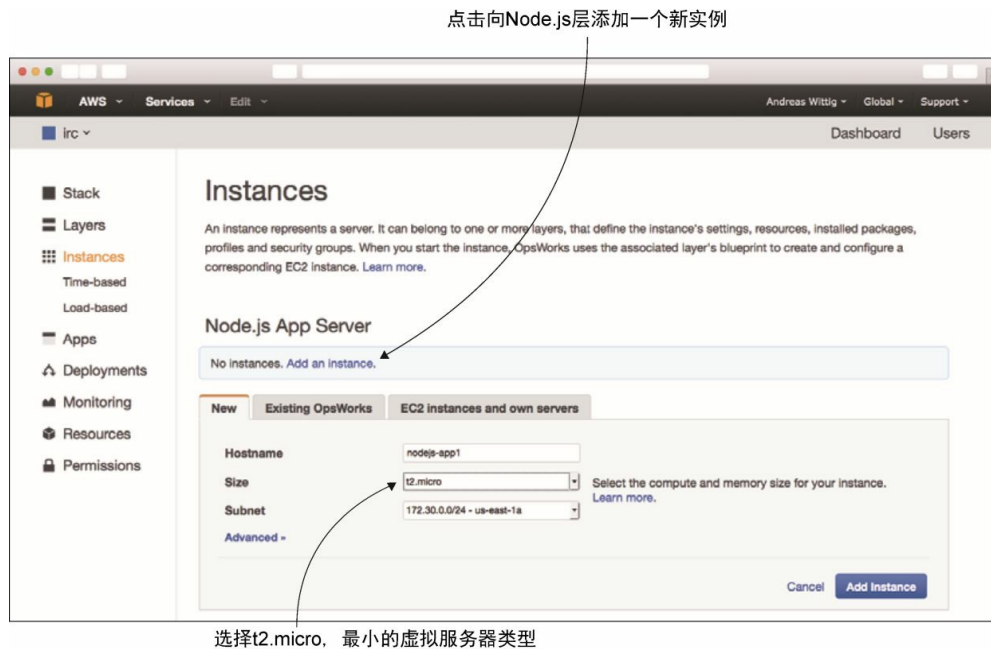 点击向Node.js层添加一个新实例
AWS Services Edit Andreas Wittig Global Support
irc Dashboard Users
Stack
Layers
Instances
Time-based
Load-based
Apps
Deployments
Monitoring
Resources
Permissions
Instances
An instance represents a server. It can belong to one or more layers, that define the instance's settings, resources, installed packages,
profiles and security groups. When you start the instance, OpsWorks uses the associated layer's blueprint to create and configure a
corresponding EC2 instance. Learn more.
Node.js App Server
No instances. Add an instance.
New Existing OpsWorks EC2 instances and own servers
Hostname nodejs-app1
Size t2.micro Select the compute and memory size for your instance.
Learn more.
Subnet 172.30.0.0/24 - us-east-1a
Advanced »
Cancel Add Instance
选择t2.micro，最小的虚拟服务器类型